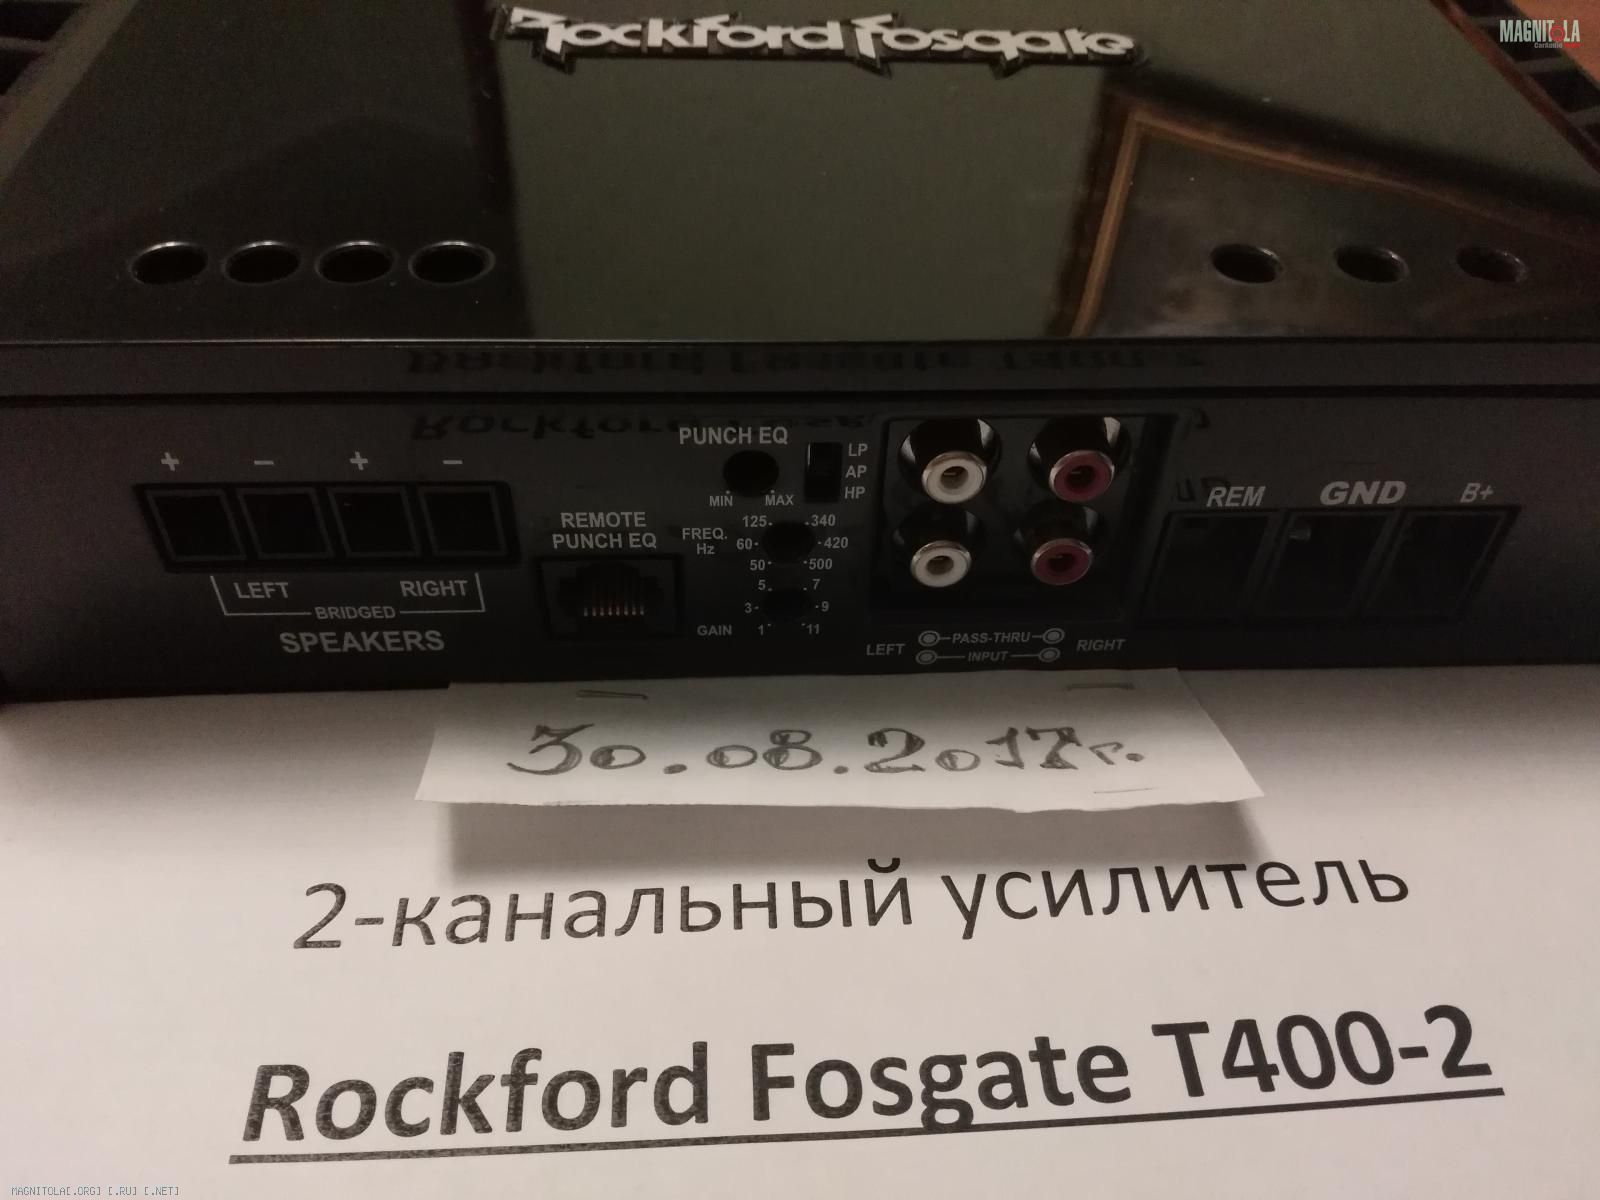 Rockford Fosgate
MAGNITOLA
+ − + −
LEFT RIGHT
BRIDGED
SPEAKERS
REMOTE
PUNCH EQ
PUNCH EQ
MIN MAX
LP
AP
HP
FREQ.
Hz
125 340
60 420
50 500
5 7
3 9
GAIN 1 11
LEFT PASS-THRU RIGHT
INPUT
REM GND B+
30.08.2017г.
2-канальный усилитель
Rockford Fosgate T400-2
MAGNITOLA[.ORG] [.RU] [.NET]